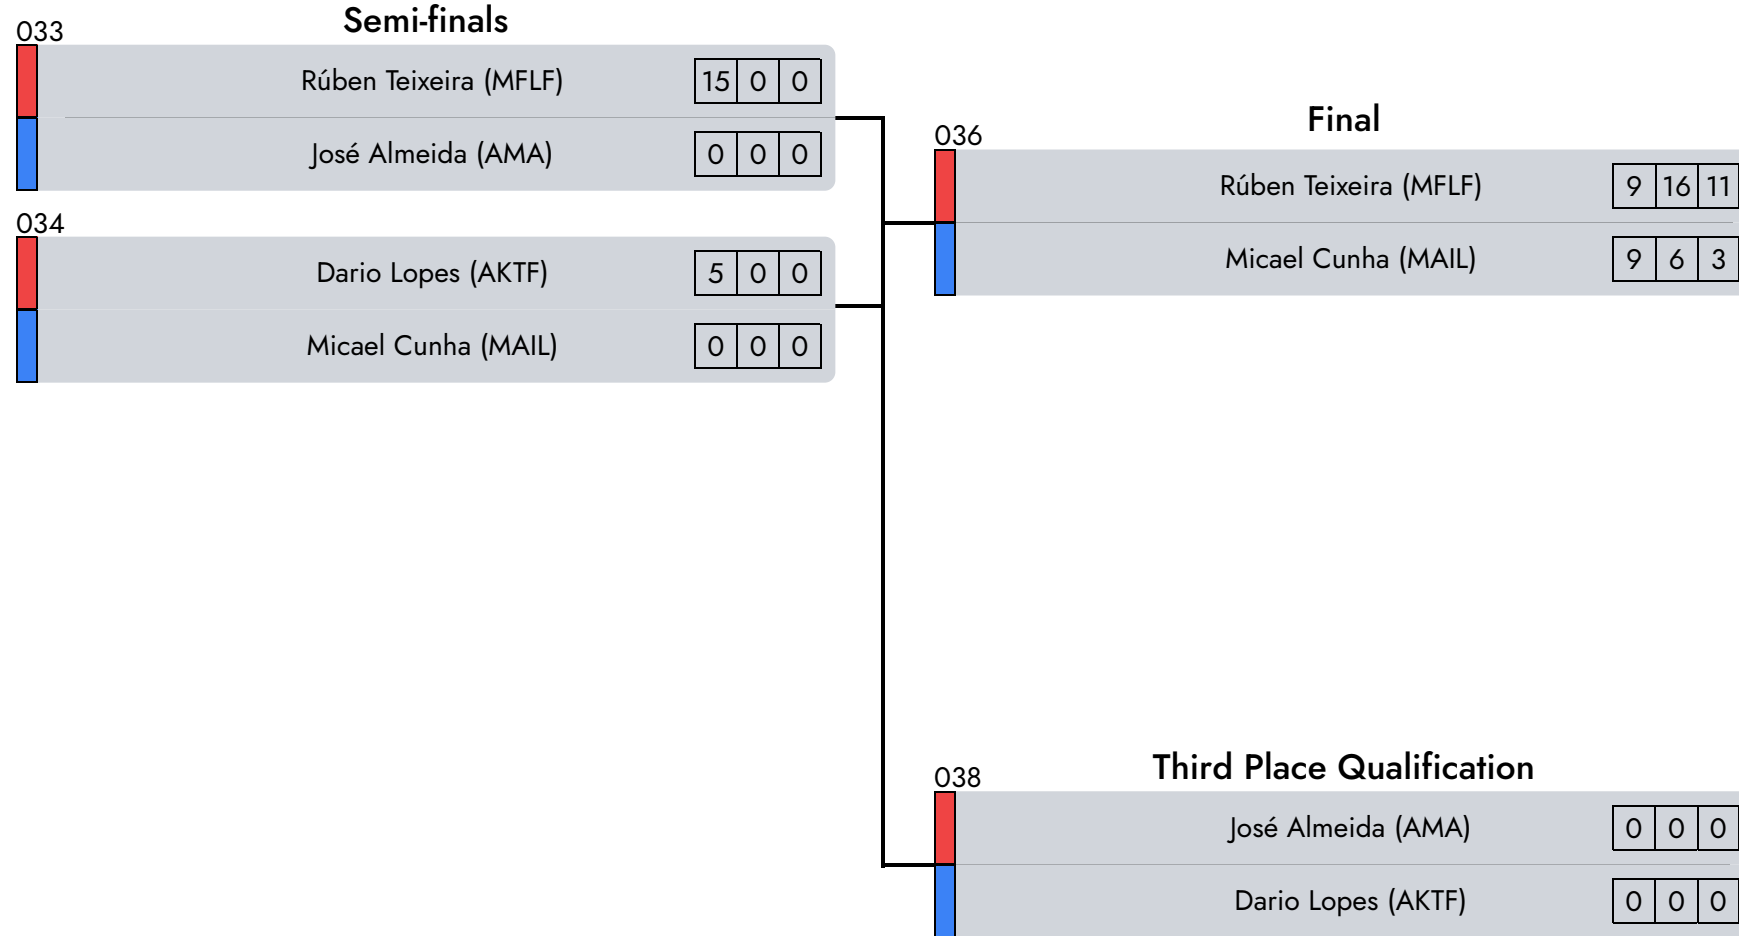 Semi-finals
033
Rúben Teixeira (MFLF) 15 0 0
José Almeida (AMA) 0 0 0
034
Dario Lopes (AKTF) 5 0 0
Micael Cunha (MAIL) 0 0 0
Final
036
Rúben Teixeira (MFLF) 9 16 11
Micael Cunha (MAIL) 9 6 3
Third Place Qualification
038
José Almeida (AMA) 0 0 0
Dario Lopes (AKTF) 0 0 0